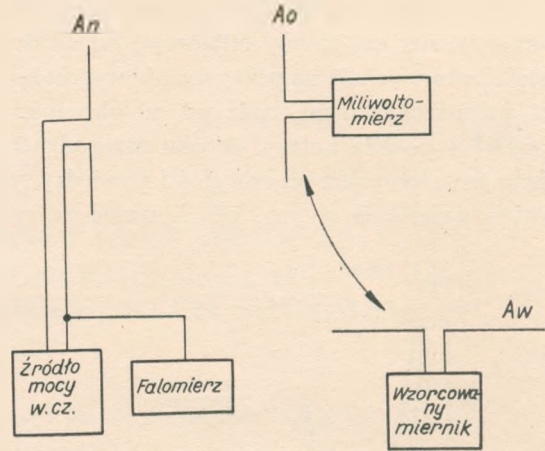 An
Ao
Miliwolto-
mierz
Aw
Źródło
mocy
w.cz.
Falomierz
Wzorcowa-
ny
miernik